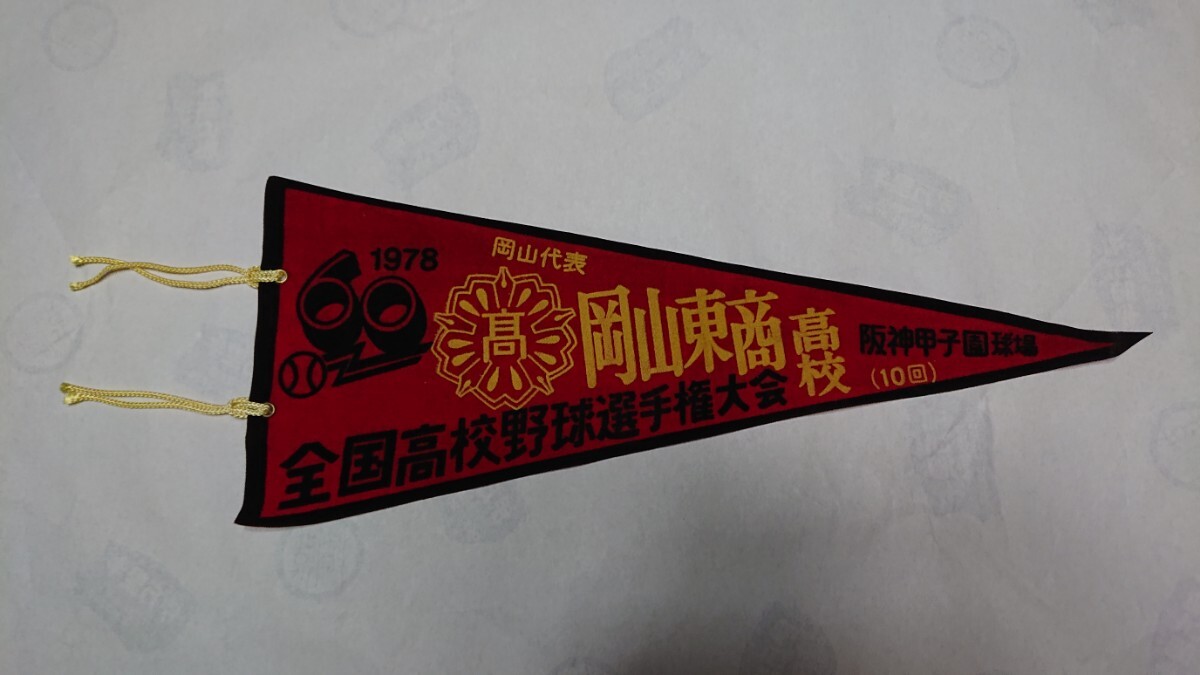 1978
60
岡山代表
高
岡山東商高校
阪神甲子園球場
(10回)
全国高校野球選手権大会